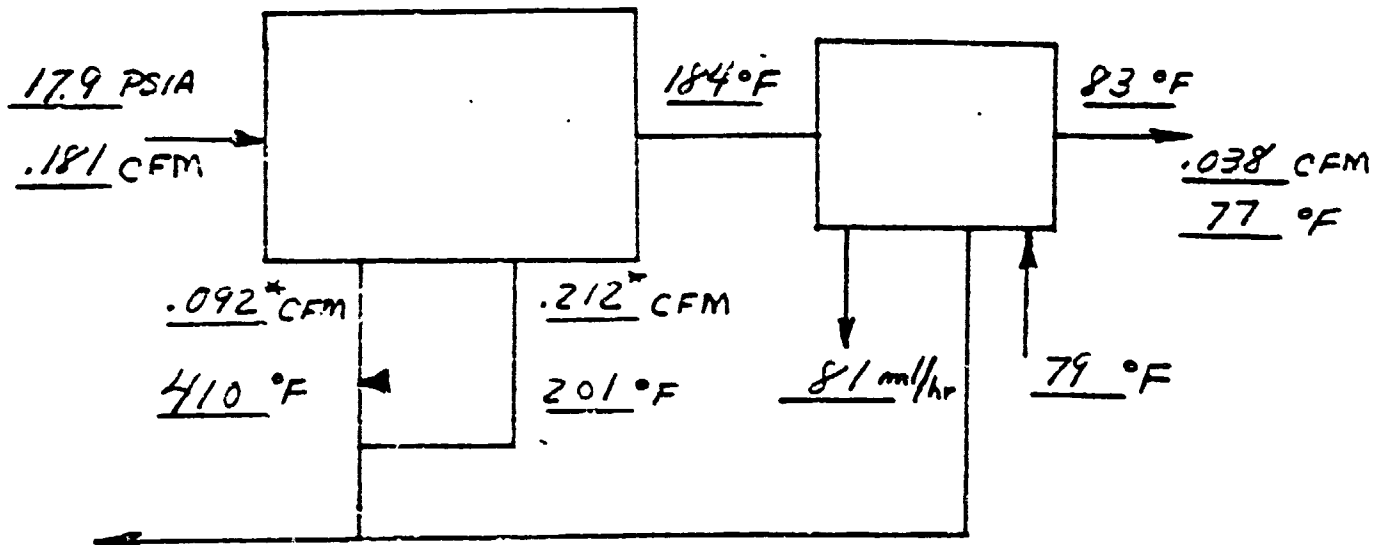 17.9 PSIA
.181 CFM
184 °F
83 °F
.038 CFM
77 °F
.092* CFM
.212* CFM
410 °F
201 °F
81 ml/hr
79 °F